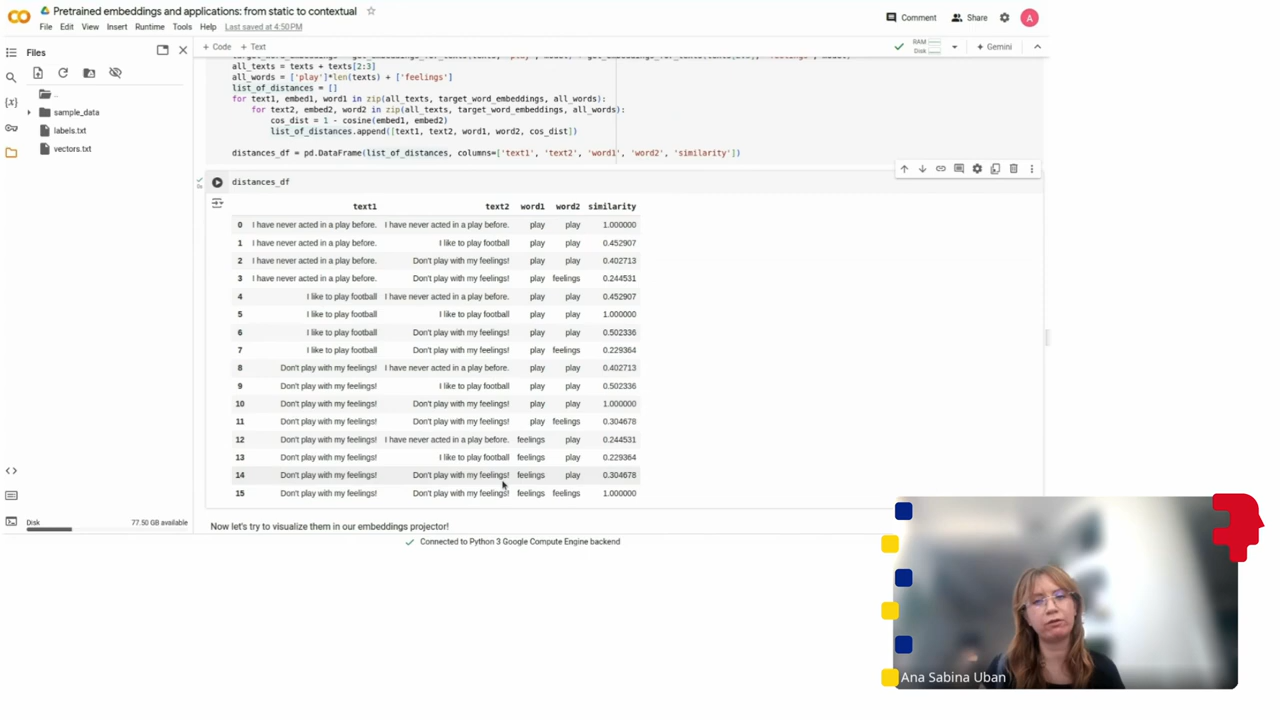 Pretrained embeddings and applications: from static to contextual
Comment
Share
A
File Edit View Insert Runtime Tools Help Last saved at 4:50PM
Files
+ Code + Text
RAM
Disk
Gemini
..
sample_data
labels.txt
vectors.txt
all_texts = texts + texts[2:3]
all_words = ['play']*len(texts) + ['feelings']
list_of_distances = []
for text1, embed1, word1 in zip(all_texts, target_word_embeddings, all_words):
for text2, embed2, word2 in zip(all_texts, target_word_embeddings, all_words):
cos_dist = 1 - cosine(embed1, embed2)
list_of_distances.append([text1, text2, word1, word2, cos_dist])
distances_df = pd.DataFrame(list_of_distances, columns=['text1', 'text2', 'word1', 'word2', 'similarity'])
distances_df
text1 text2 word1 word2 similarity
0 I have never acted in a play before. I have never acted in a play before. play play 1.000000
1 I have never acted in a play before. I like to play football play play 0.452907
2 I have never acted in a play before. Don't play with my feelings! play play 0.402713
3 I have never acted in a play before. Don't play with my feelings! play feelings 0.244531
4 I like to play football I have never acted in a play before. play play 0.452907
5 I like to play football I like to play football play play 1.000000
6 I like to play football Don't play with my feelings! play play 0.502336
7 I like to play football Don't play with my feelings! play feelings 0.229364
8 Don't play with my feelings! I have never acted in a play before. play play 0.402713
9 Don't play with my feelings! I like to play football play play 0.502336
10 Don't play with my feelings! Don't play with my feelings! play play 1.000000
11 Don't play with my feelings! Don't play with my feelings! play feelings 0.304678
12 Don't play with my feelings! I have never acted in a play before. feelings play 0.244531
13 Don't play with my feelings! I like to play football feelings play 0.229364
14 Don't play with my feelings! Don't play with my feelings! feelings play 0.304678
15 Don't play with my feelings! Don't play with my feelings! feelings feelings 1.000000
Now let's try to visualize them in our embeddings projector!
Disk 77.50 GB available
Connected to Python 3 Google Compute Engine backend
Ana Sabina Uban